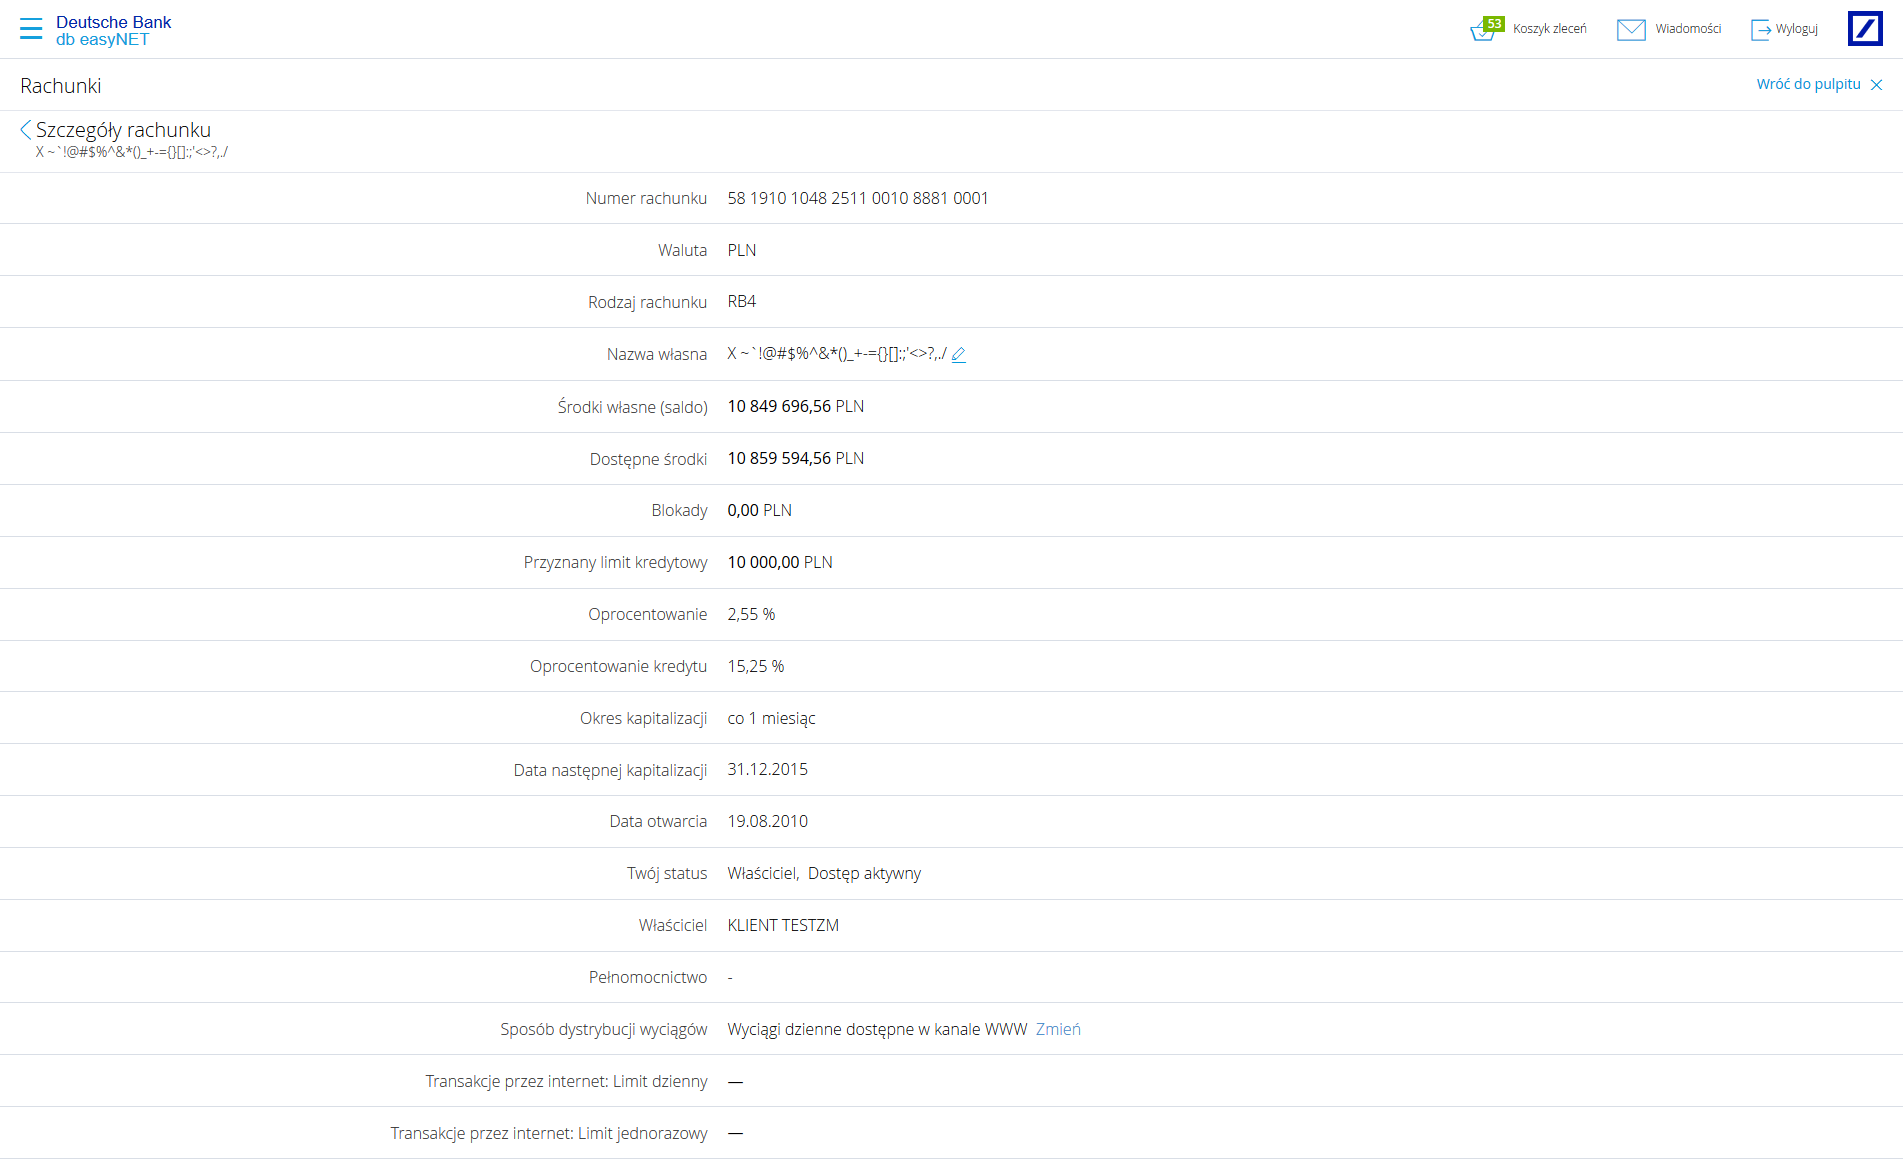 Deutsche Bank
db easyNET
53 Koszyk zleceń Wiadomości Wyloguj
Rachunki
Wróć do pulpitu
Szczegóły rachunku
X ~`!@#$%^&*()_+-={}[]:;'<>?,./
Numer rachunku 58 1910 1048 2511 0010 8881 0001
Waluta PLN
Rodzaj rachunku RB4
Nazwa własna X ~`!@#$%^&*()_+-={}[]:;'<>?,./
Środki własne (saldo) 10 849 696,56 PLN
Dostępne środki 10 859 594,56 PLN
Blokady 0,00 PLN
Przyznany limit kredytowy 10 000,00 PLN
Oprocentowanie 2,55 %
Oprocentowanie kredytu 15,25 %
Okres kapitalizacji co 1 miesiąc
Data następnej kapitalizacji 31.12.2015
Data otwarcia 19.08.2010
Twój status Właściciel, Dostęp aktywny
Właściciel KLIENT TESTZM
Pełnomocnictwo -
Sposób dystrybucji wyciągów Wyciągi dzienne dostępne w kanale WWW Zmień
Transakcje przez internet: Limit dzienny —
Transakcje przez internet: Limit jednorazowy —